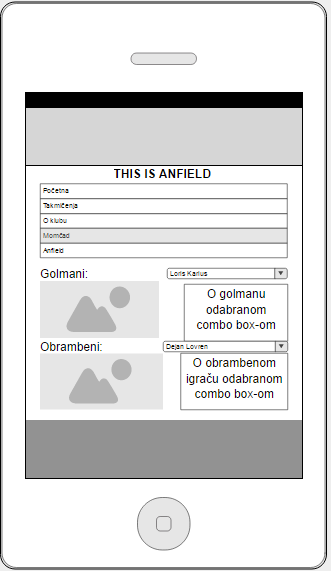 THIS IS ANFIELD
Početna
Takmičenja
O klubu
Momčad
Anfield
Golmani:
Loris Karius
O golmanu
odabranom
combo box-om
Obrambeni:
Dejan Lovren
O obrambenom
igraču odabranom
combo box-om